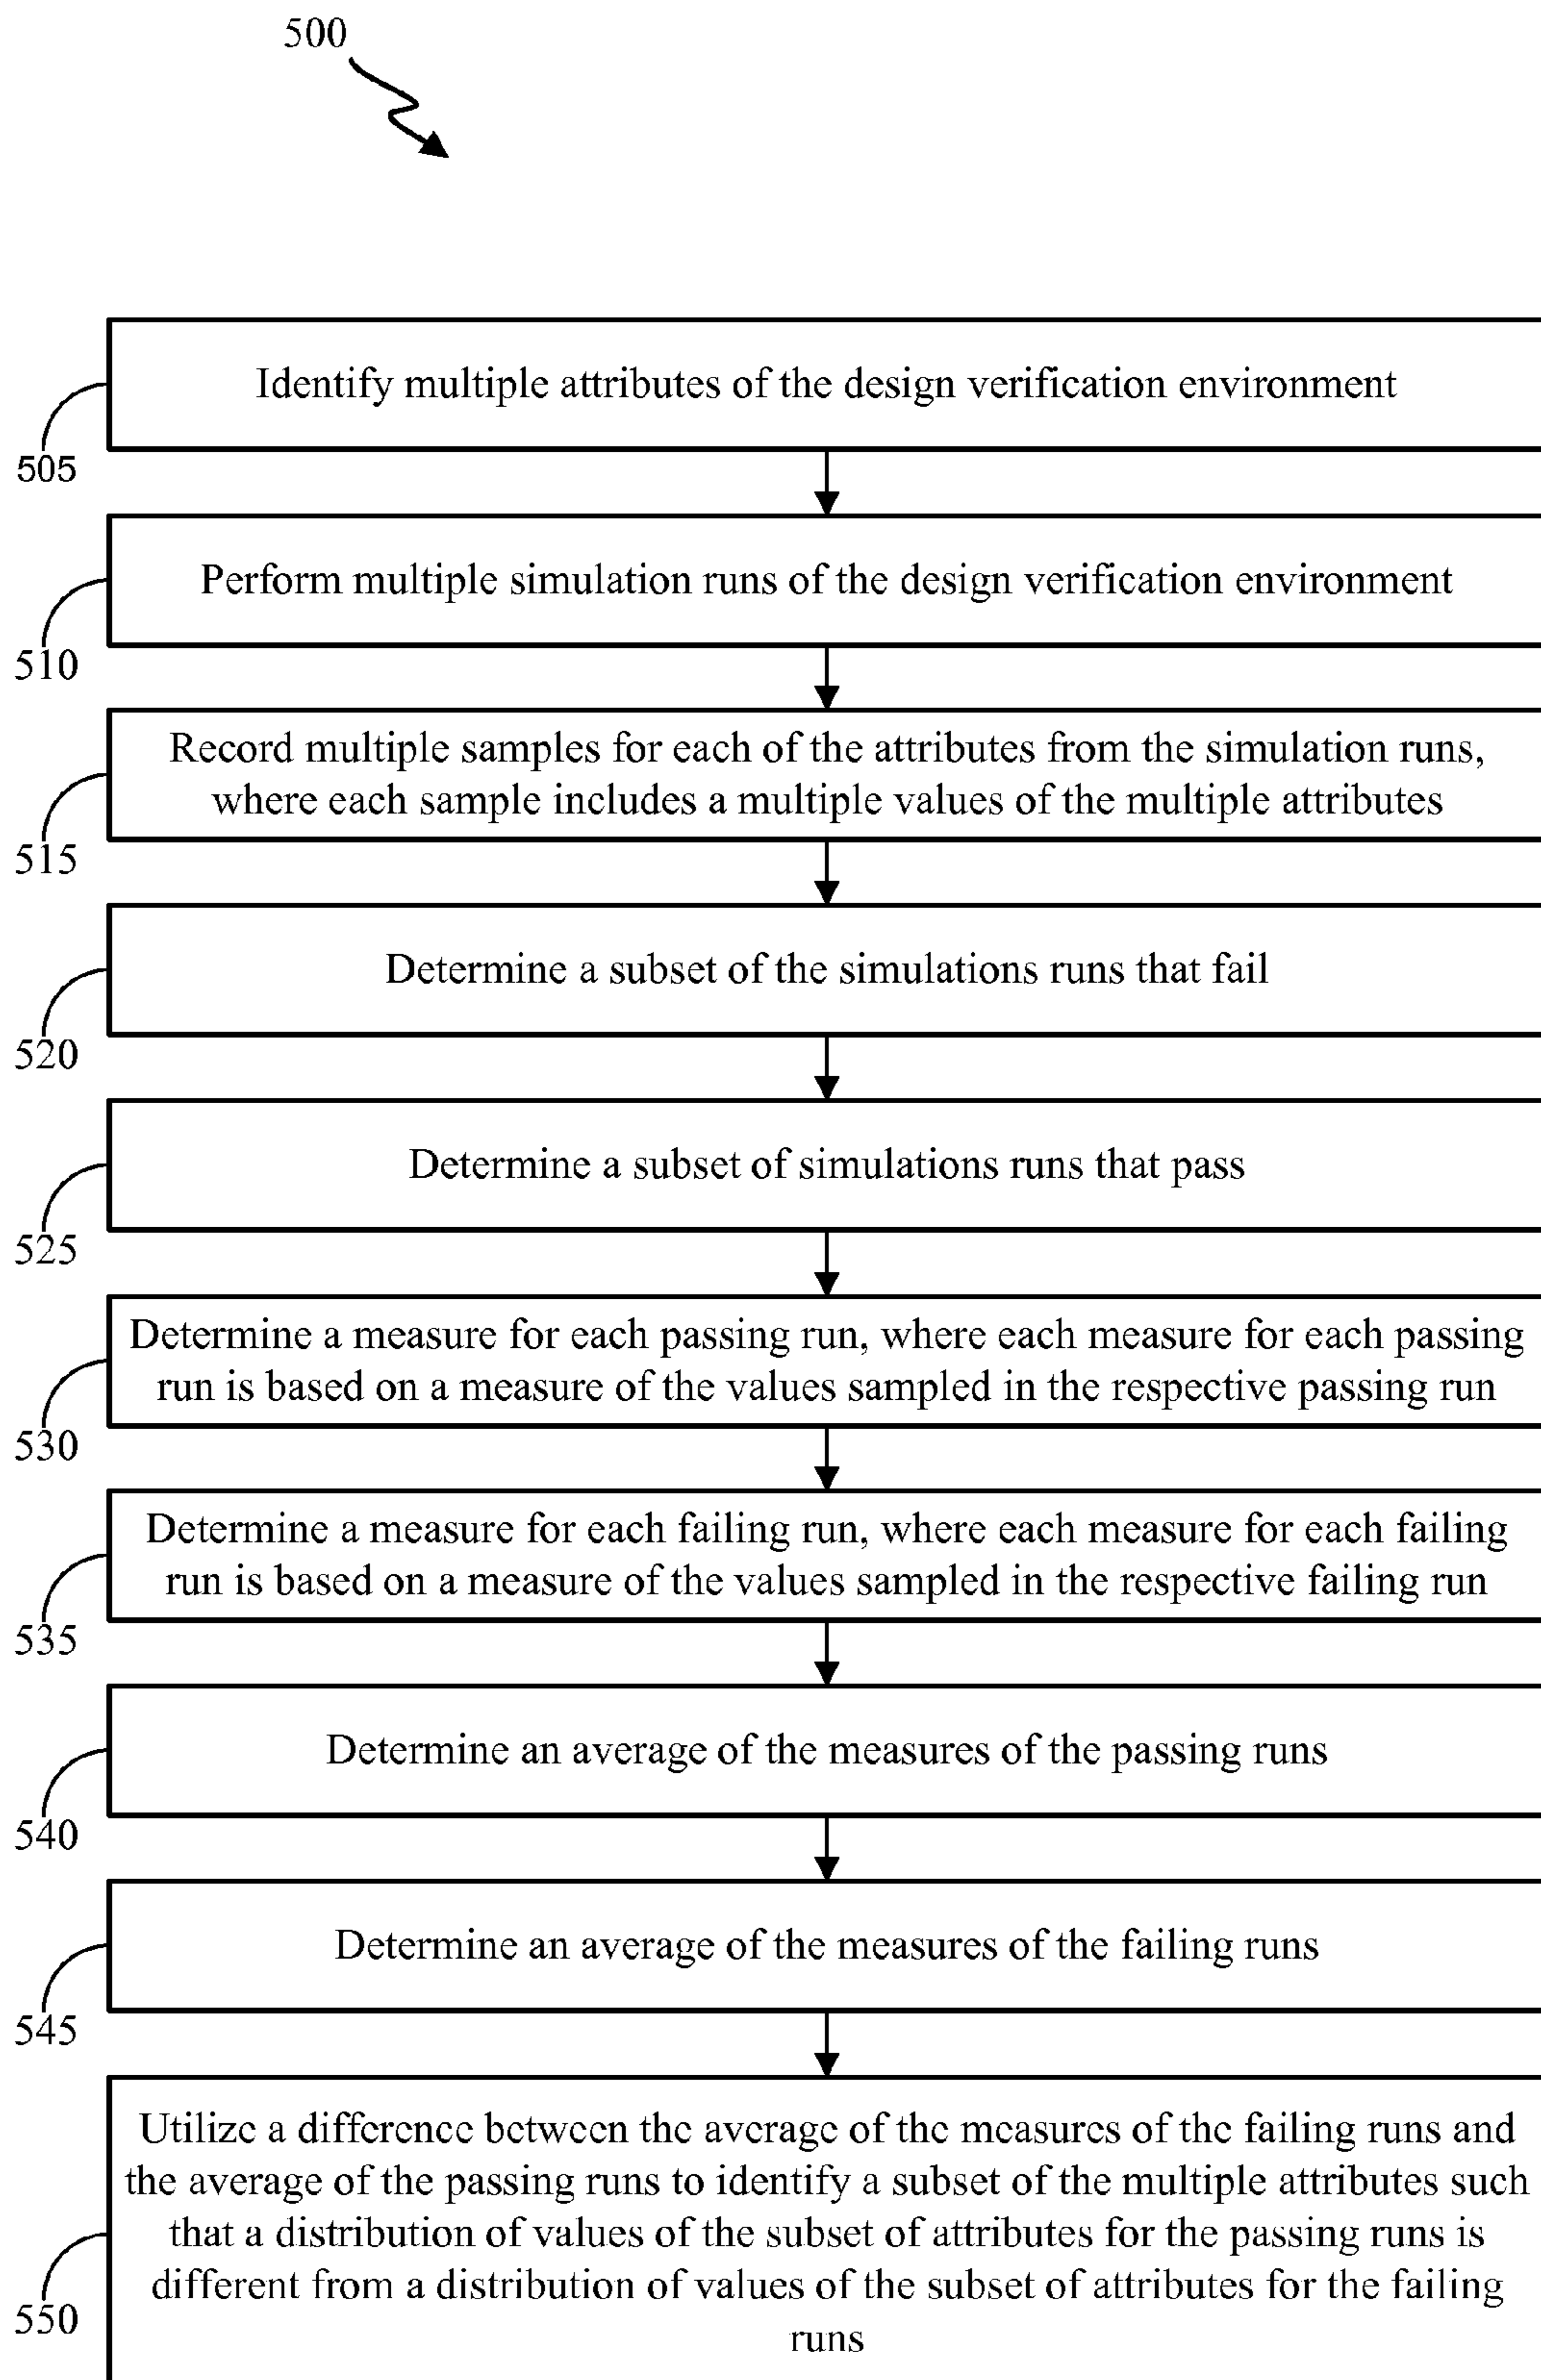 500
Identify multiple attributes of the design verification environment
505
Perform multiple simulation runs of the design verification environment
510
Record multiple samples for each of the attributes from the simulation runs,
where each sample includes a multiple values of the multiple attributes
515
Determine a subset of the simulations runs that fail
520
Determine a subset of simulations runs that pass
525
Determine a measure for each passing run, where each measure for each passing
run is based on a measure of the values sampled in the respective passing run
530
Determine a measure for each failing run, where each measure for each failing
run is based on a measure of the values sampled in the respective failing run
535
Determine an average of the measures of the passing runs
540
Determine an average of the measures of the failing runs
545
Utilize a difference between the average of the measures of the failing runs and
the average of the passing runs to identify a subset of the multiple attributes such
that a distribution of values of the subset of attributes for the passing runs is
different from a distribution of values of the subset of attributes for the failing
runs
550